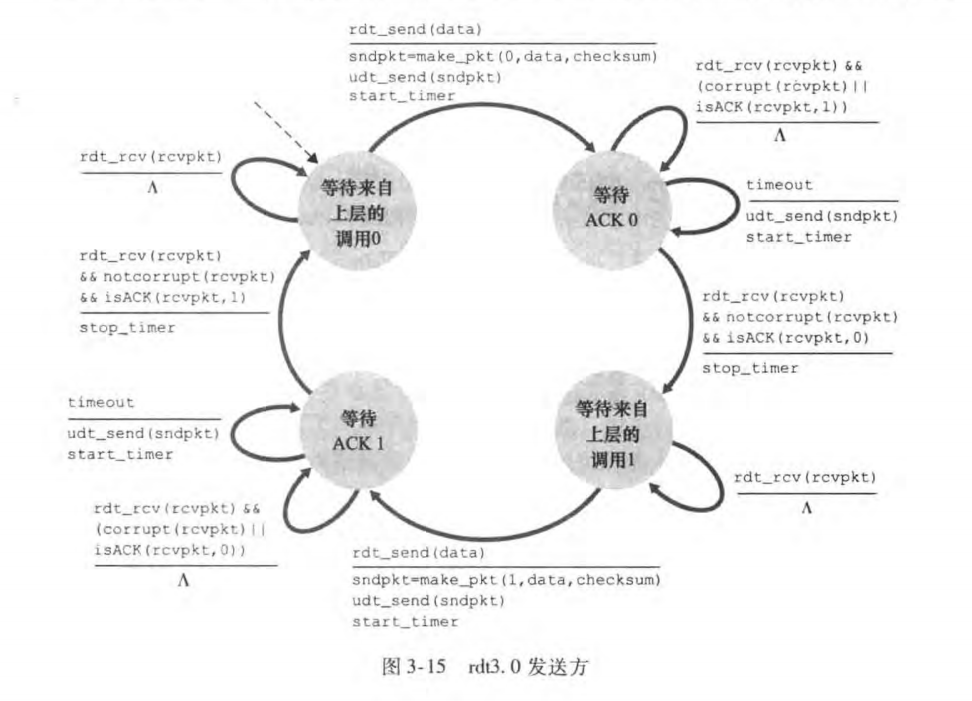 rdt_send(data)
sndpkt=make_pkt(0,data,checksum)
udt_send(sndpkt)
start_timer
rdt_rcv(rcvpkt) &&
(corrupt(rcvpkt)||
isACK(rcvpkt,1))
Λ
rdt_rcv(rcvpkt)
Λ
等待来自
上层的
调用0
等待
ACK 0
timeout
udt_send(sndpkt)
start_timer
rdt_rcv(rcvpkt)
&& notcorrupt(rcvpkt)
&& isACK(rcvpkt,1)
stop_timer
rdt_rcv(rcvpkt)
&& notcorrupt(rcvpkt)
&& isACK(rcvpkt,0)
stop_timer
timeout
udt_send(sndpkt)
start_timer
等待
ACK 1
等待来自
上层的
调用1
rdt_rcv(rcvpkt)
Λ
rdt_rcv(rcvpkt) &&
(corrupt(rcvpkt)||
isACK(rcvpkt,0))
Λ
rdt_send(data)
sndpkt=make_pkt(1,data,checksum)
udt_send(sndpkt)
start_timer
图 3-15 rdt3.0 发送方